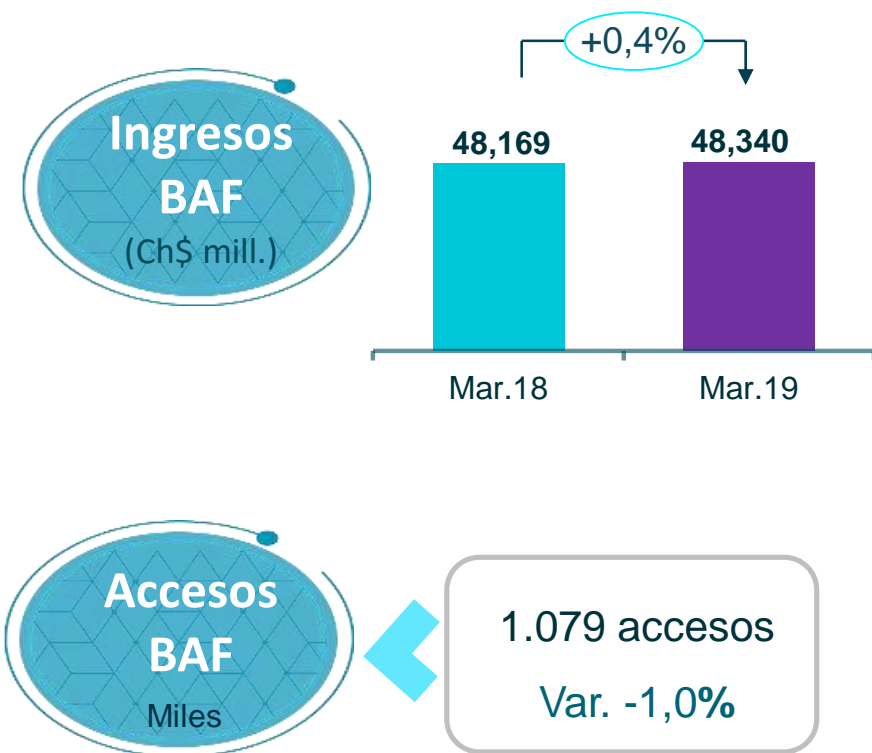 +0,4%
Ingresos
BAF
(Ch$ mill.)
48,169
48,340
Mar.18
Mar.19
Accesos
BAF
Miles
1.079 accesos
Var. -1,0%